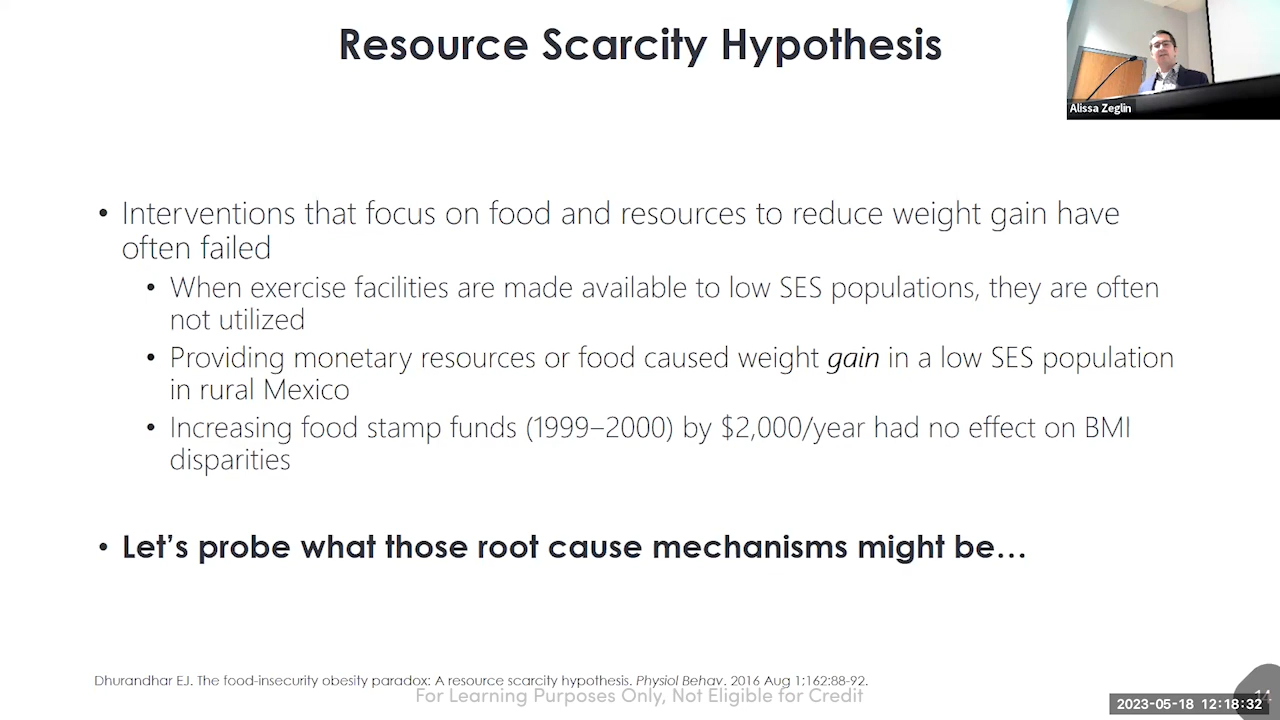 Resource Scarcity Hypothesis
Alissa Zeglin
• Interventions that focus on food and resources to reduce weight gain have
often failed
• When exercise facilities are made available to low SES populations, they are often
not utilized
• Providing monetary resources or food caused weight gain in a low SES population
in rural Mexico
• Increasing food stamp funds (1999–2000) by $2,000/year had no effect on BMI
disparities
• Let's probe what those root cause mechanisms might be...
Dhurandhar EJ. The food-insecurity obesity paradox: A resource scarcity hypothesis. Physiol Behav. 2016 Aug 1:162:88-92.
For Learning Purposes Only, Not Eligible for Credit
14
2023-05-18 12:18:32